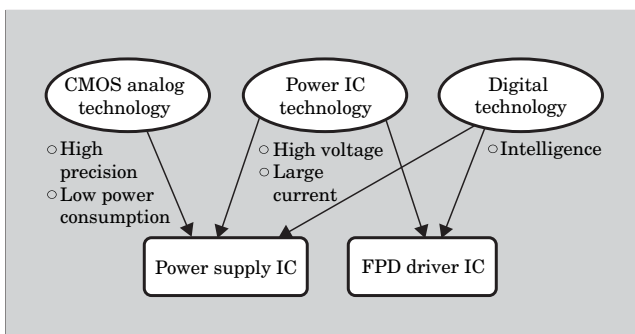 CMOS analog
technology
Power IC
technology
Digital
technology
○ High
precision
○ Low power
consumption
○ High voltage
○ Large
current
○ Intelligence
Power supply IC
FPD driver IC